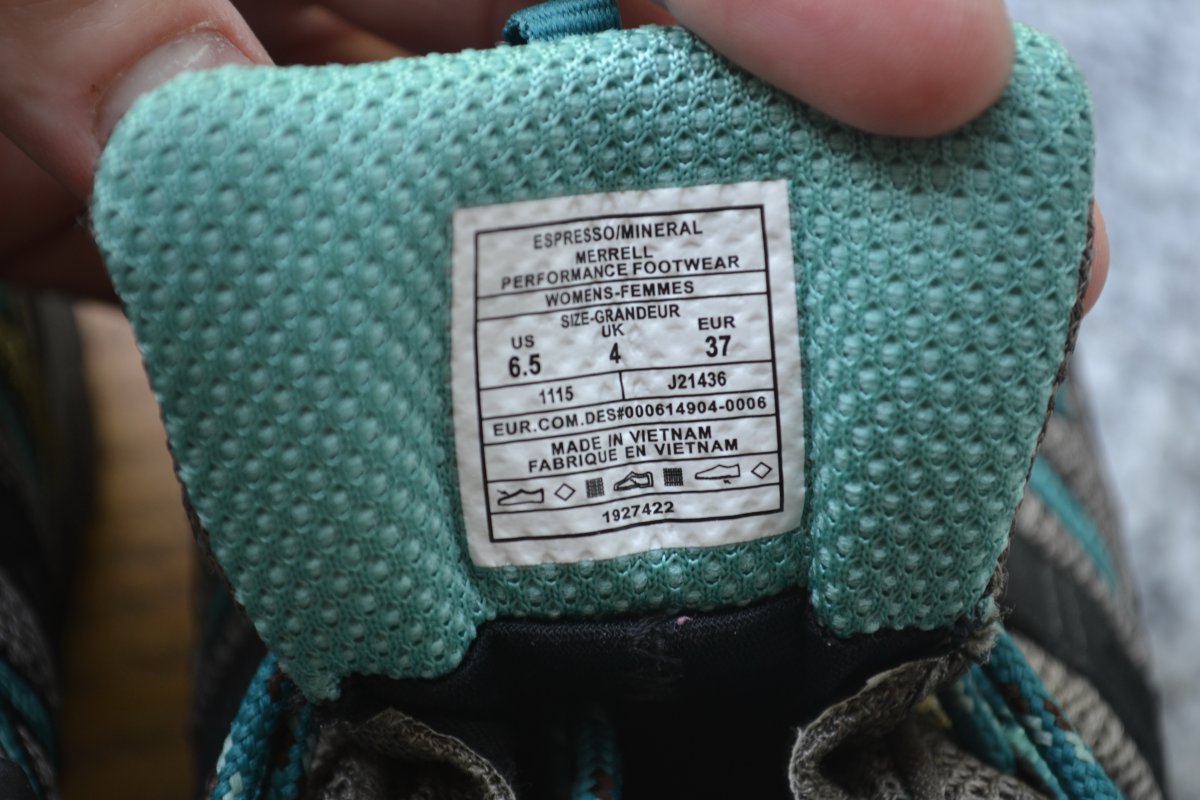 ESPRESSO/MINERAL
MERRELL
PERFORMANCE FOOTWEAR
WOMENS-FEMMES
SIZE-GRANDEUR
US UK EUR
6.5 4 37
1115 J21436
EUR.COM.DES#000614904-0006
MADE IN VIETNAM
FABRIQUE EN VIETNAM
1927422